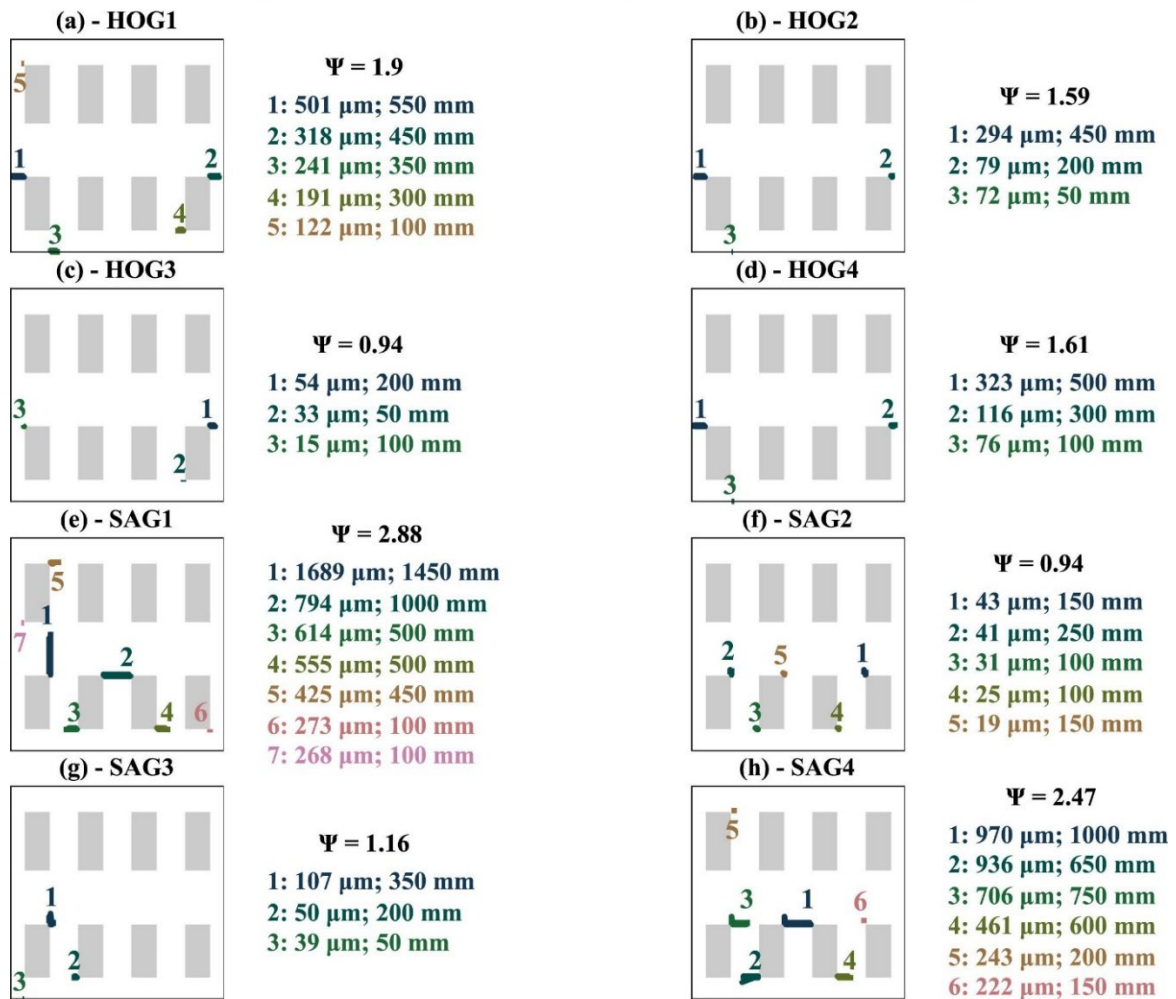 (a) - HOG1
5
1
2
3
4
Ψ = 1.9
1: 501 μm; 550 mm
2: 318 μm; 450 mm
3: 241 μm; 350 mm
4: 191 μm; 300 mm
5: 122 μm; 100 mm
(b) - HOG2
1
2
3
Ψ = 1.59
1: 294 μm; 450 mm
2: 79 μm; 200 mm
3: 72 μm; 50 mm
(c) - HOG3
3
1
2
Ψ = 0.94
1: 54 μm; 200 mm
2: 33 μm; 50 mm
3: 15 μm; 100 mm
(d) - HOG4
1
2
3
Ψ = 1.61
1: 323 μm; 500 mm
2: 116 μm; 300 mm
3: 76 μm; 100 mm
(e) - SAG1
5
1
7
2
3
4
6
Ψ = 2.88
1: 1689 μm; 1450 mm
2: 794 μm; 1000 mm
3: 614 μm; 500 mm
4: 555 μm; 500 mm
5: 425 μm; 450 mm
6: 273 μm; 100 mm
7: 268 μm; 100 mm
(f) - SAG2
2
5
1
3
4
Ψ = 0.94
1: 43 μm; 150 mm
2: 41 μm; 250 mm
3: 31 μm; 100 mm
4: 25 μm; 100 mm
5: 19 μm; 150 mm
(g) - SAG3
1
2
3
Ψ = 1.16
1: 107 μm; 350 mm
2: 50 μm; 200 mm
3: 39 μm; 50 mm
(h) - SAG4
5
3
1
6
2
4
Ψ = 2.47
1: 970 μm; 1000 mm
2: 936 μm; 650 mm
3: 706 μm; 750 mm
4: 461 μm; 600 mm
5: 243 μm; 200 mm
6: 222 μm; 150 mm